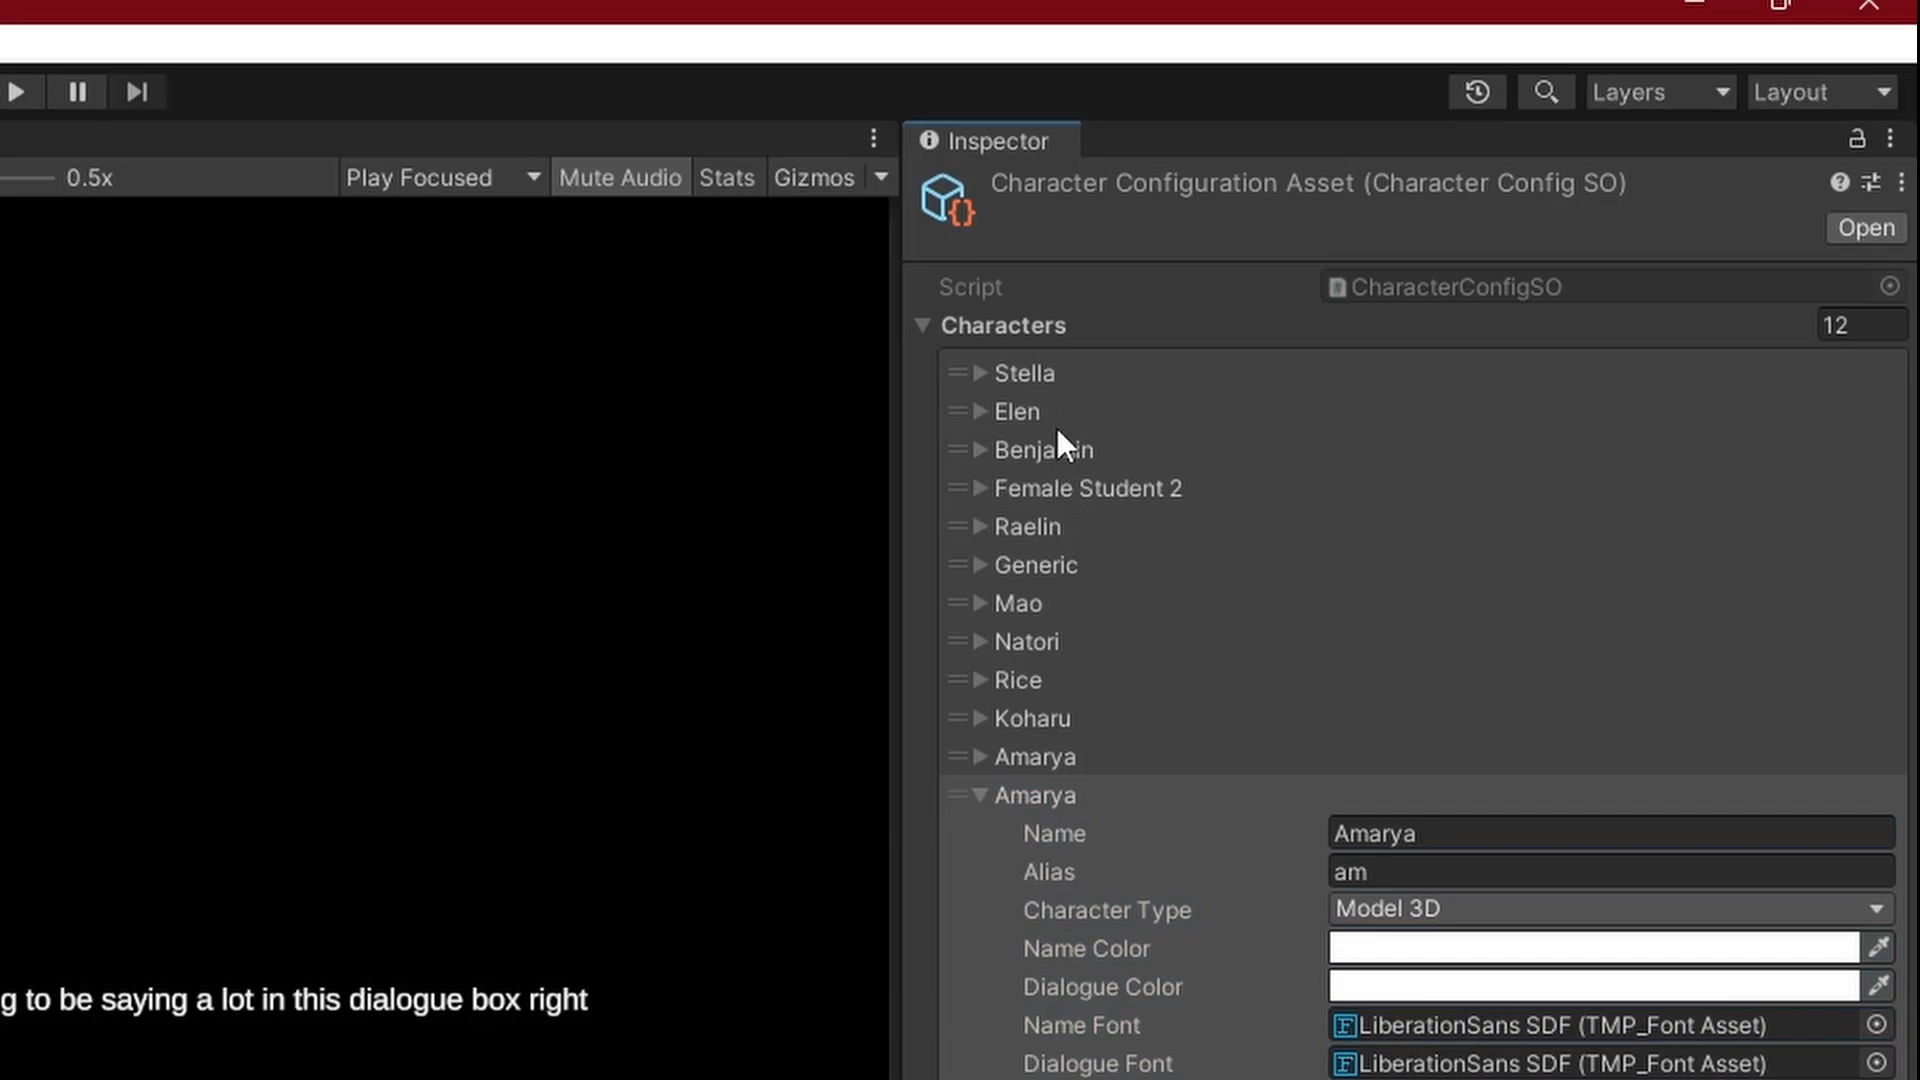 Layers
Layout
Inspector
0.5x
Play Focused
Mute Audio
Stats
Gizmos
Character Configuration Asset (Character Config SO)
Open
Script
CharacterConfigSO
Characters
12
Stella
Elen
Female Student 2
Raelin
Generic
Mao
Natori
Rice
Koharu
Amarya
Amarya
Name
Amarya
Alias
am
Character Type
Model 3D
Name Color
Dialogue Color
Name Font
LiberationSans SDF (TMP_Font Asset)
Dialogue Font
LiberationSans SDF (TMP_Font Asset)
g to be saying a lot in this dialogue box right